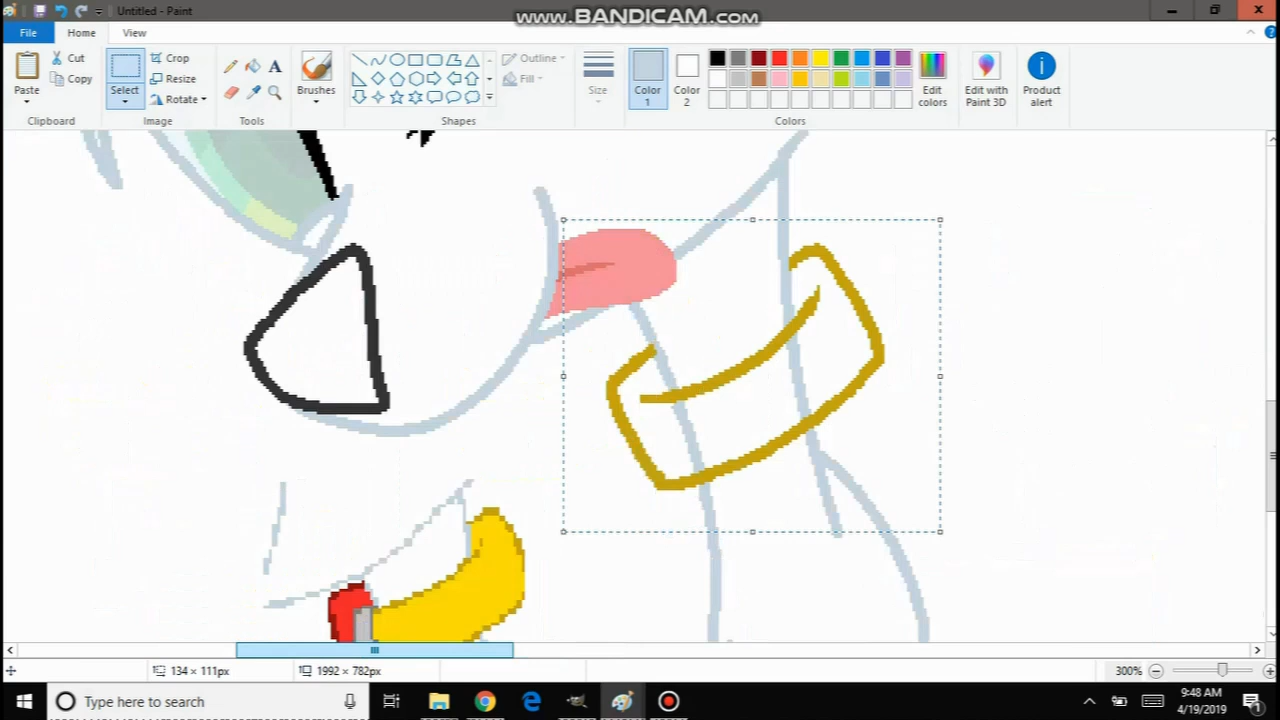 www.BANDICAM.com
Untitled - Paint
File Home View
Paste
Cut
Copy
Clipboard
Select
Crop
Resize
Rotate
Image
A
Tools
Brushes
Outline
Fill
Shapes
Size
Color 1
Color 2
Edit colors
Colors
Edit with Paint 3D
Product alert
134 × 111px
1992 × 782px
300%
Type here to search
9:48 AM
4/19/2019